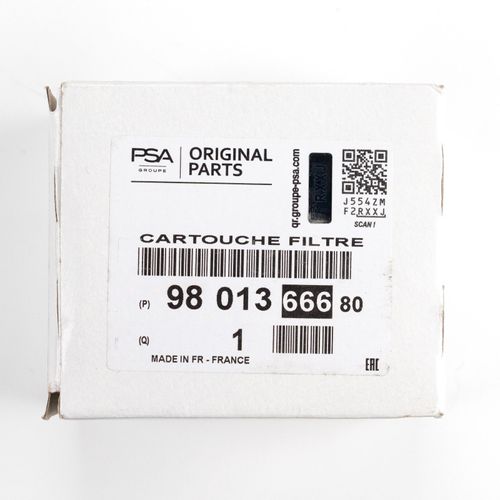 PSA
GROUPE
ORIGINAL
PARTS
qr.groupe-psa.com
RXXJ
J554ZM
F2RXXJ
SCAN!
CARTOUCHE FILTRE
(P) 98 013 666 80
(Q) 1
MADE IN FR - FRANCE
EAC